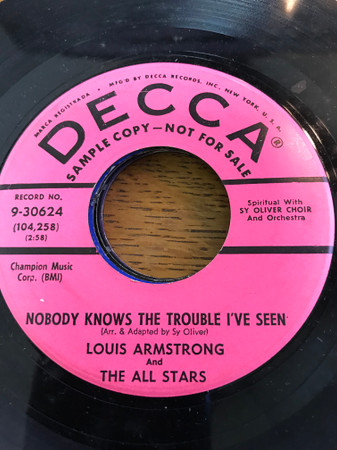 MARCA REGISTRADA • MFG'D BY DECCA RECORDS, INC., NEW YORK, U.S.A.
DECCA®
SAMPLE COPY—NOT FOR SALE
RECORD NO.
9-30624
(104,258)
(2:58)
Spiritual With
SY OLIVER CHOIR
And Orchestra
Champion Music
Corp. (BMI)
NOBODY KNOWS THE TROUBLE I'VE SEEN
(Arr. & Adapted by Sy Oliver)
LOUIS ARMSTRONG
And
THE ALL STARS